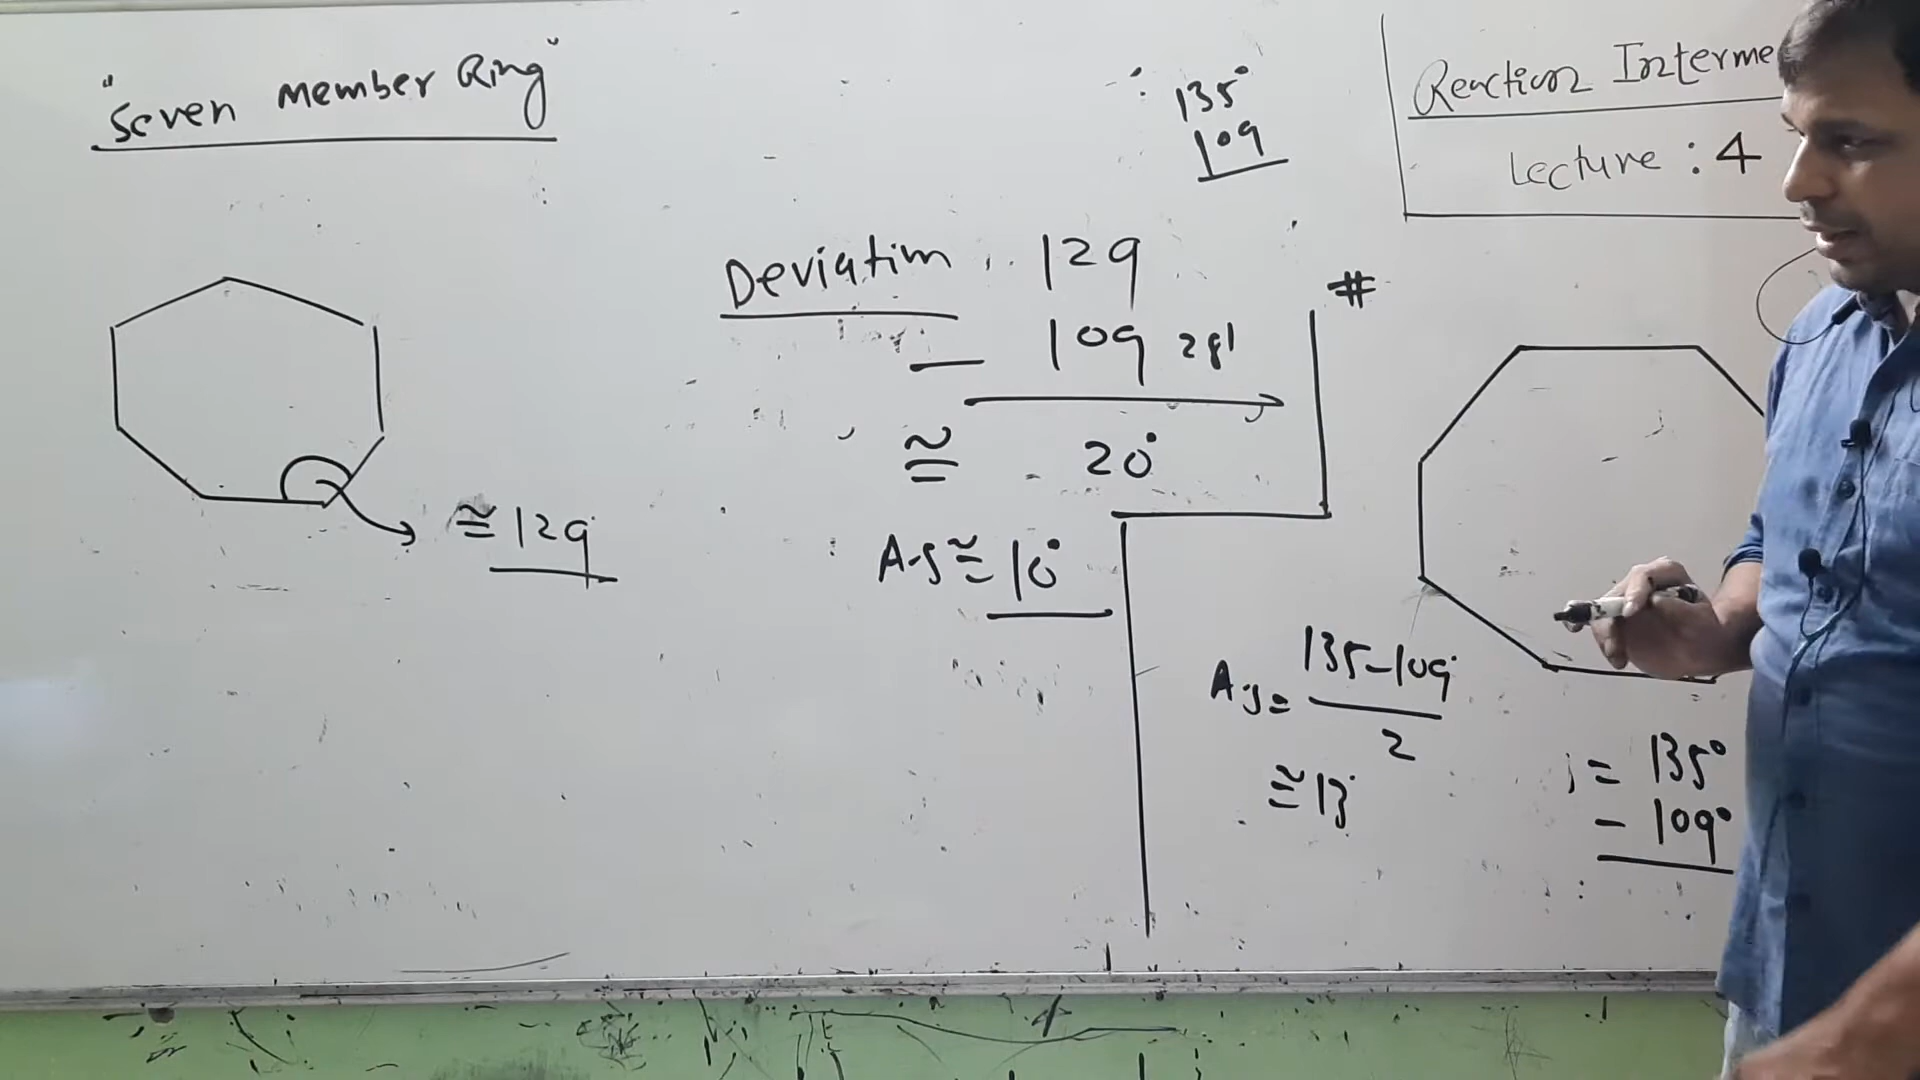 "Seven member Ring"
≅ 129
∴ 135°
109
Deviation 129
— 109 28'
≅ 20°
A·S ≅ 10°
#
Reaction Interme
Lecture : 4
A·S = 135-109 / 2
≅ 13
= 135°
- 109°